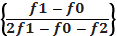 {(f1 − f0)/(2f1 − f0 − f2)}